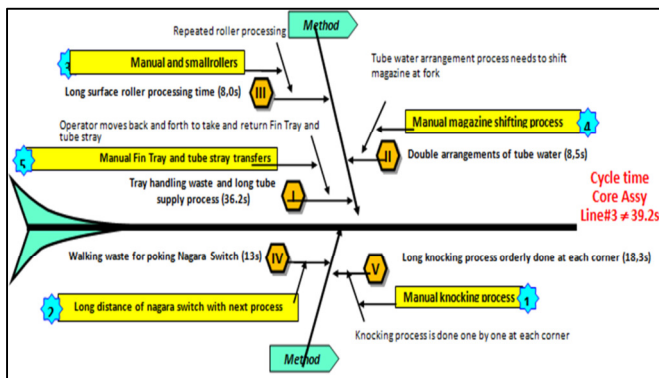 Method
Repeated roller processing
Tube water arrangement process needs to shift
magazine at fork
3
Manual and smallrollers
III
Long surface roller processing time (8,0s)
Manual magazine shifting process
4
Operator moves back and forth to take and return Fin Tray and
tube stray
II
Double arrangements of tube water (8,5s)
5
Manual Fin Tray and tube stray transfers
Tray handling waste and long tube
supply process (36.2s)
I
Cycle time
Core Assy
Line#3 ≠ 39.2s
Walking waste for poking Nagara Switch (13s)
IV
V
Long knocking process orderly done at each corner (18,3s)
2
Long distance of nagara switch with next process
Manual knocking process
1
Knocking process is done one by one at each corner
Method